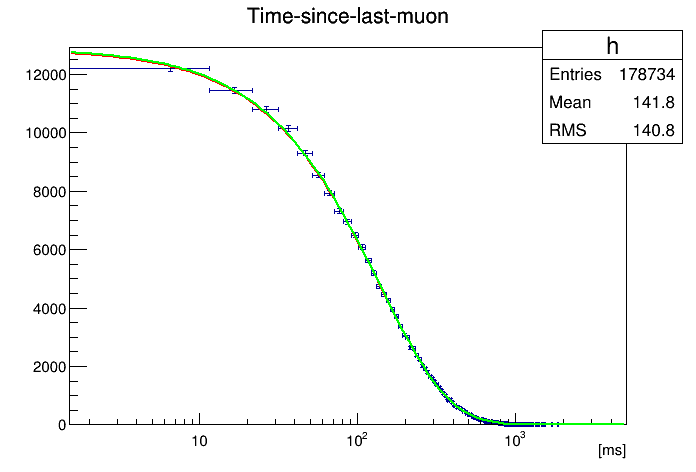 Time-since-last-muon
h
Entries 178734
Mean 141.8
RMS 140.8
12000
10000
8000
6000
4000
2000
0
10 10² 10³
[ms]